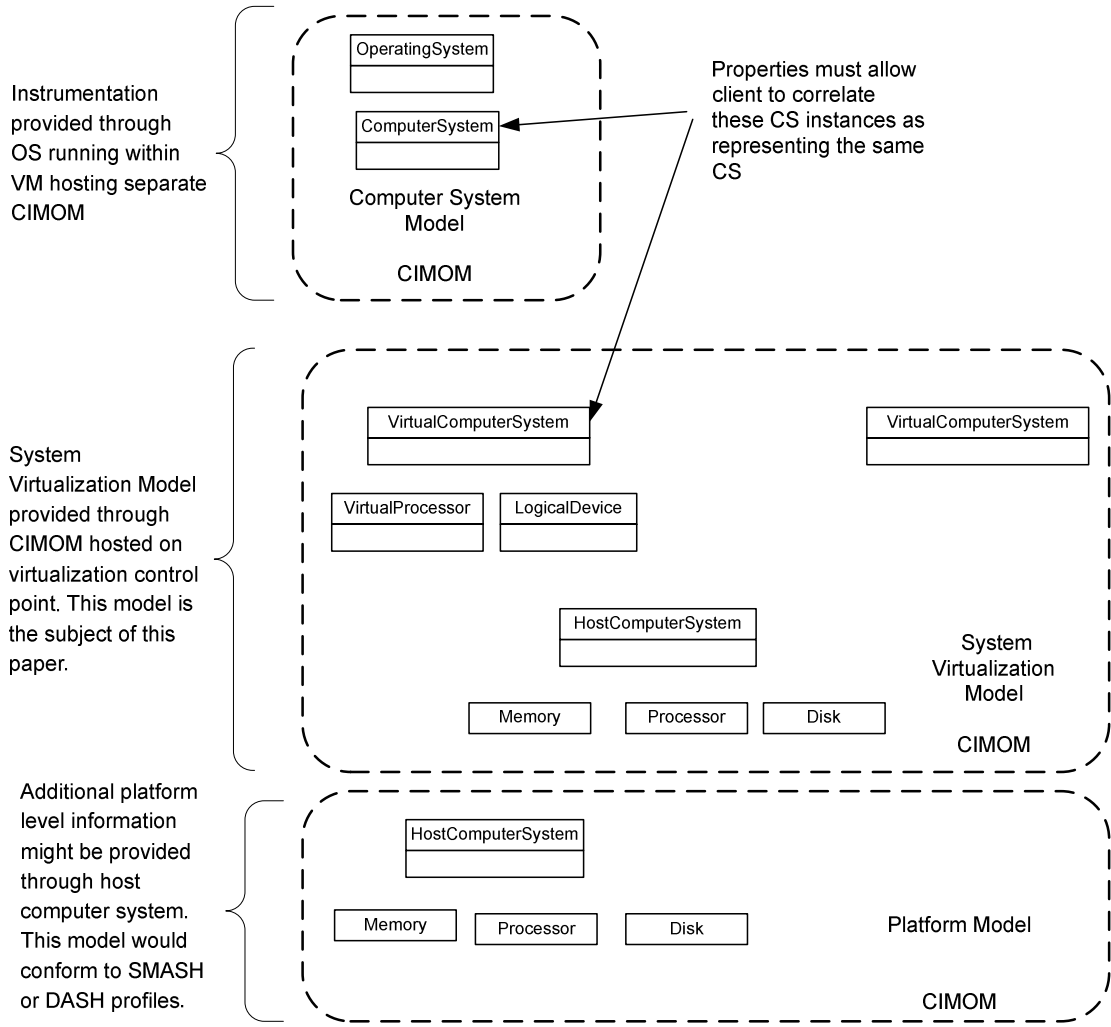 Instrumentation
provided through
OS running within
VM hosting separate
CIMOM
OperatingSystem
ComputerSystem
Computer System
Model
CIMOM
Properties must allow
client to correlate
these CS instances as
representing the same
CS
System
Virtualization Model
provided through
CIMOM hosted on
virtualization control
point. This model is
the subject of this
paper.
VirtualComputerSystem
VirtualComputerSystem
VirtualProcessor
LogicalDevice
HostComputerSystem
Memory
Processor
Disk
System
Virtualization
Model
CIMOM
Additional platform
level information
might be provided
through host
computer system.
This model would
conform to SMASH
or DASH profiles.
HostComputerSystem
Memory
Processor
Disk
Platform Model
CIMOM